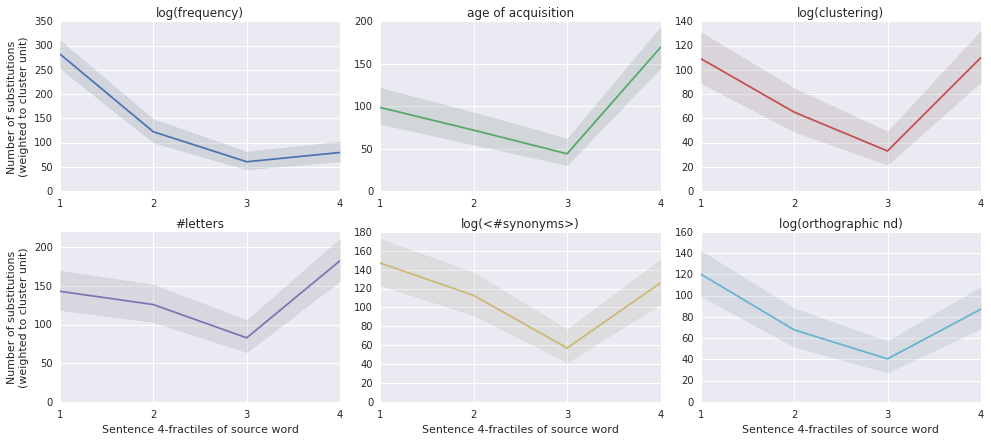 log(frequency)
age of acquisition
log(clustering)
Number of substitutions
(weighted to cluster unit)
350
300
250
200
150
100
50
0
1 2 3 4
200
150
100
50
0
1 2 3 4
140
120
100
80
60
40
20
0
1 2 3 4
#letters
log(<#synonyms>)
log(orthographic nd)
Number of substitutions
(weighted to cluster unit)
200
150
100
50
0
1 2 3 4
Sentence 4-fractiles of source word
180
160
140
120
100
80
60
40
20
0
1 2 3 4
Sentence 4-fractiles of source word
160
140
120
100
80
60
40
20
0
1 2 3 4
Sentence 4-fractiles of source word